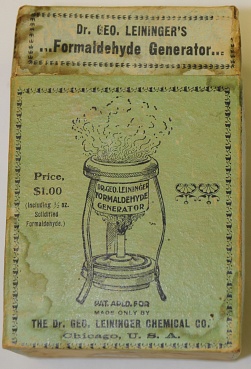 Dr. GEO. LEININGER'S
...Formaldehyde Generator...
Price,
$1.00
(Including ½ oz.
Solidified
Formaldehyde.)
DR. GEO. LEININGER
FORMALDEHYDE
GENERATOR
PAT. APLD. FOR
MADE ONLY BY
THE Dr. GEO. LEININGER CHEMICAL CO.
Chicago, U. S. A.